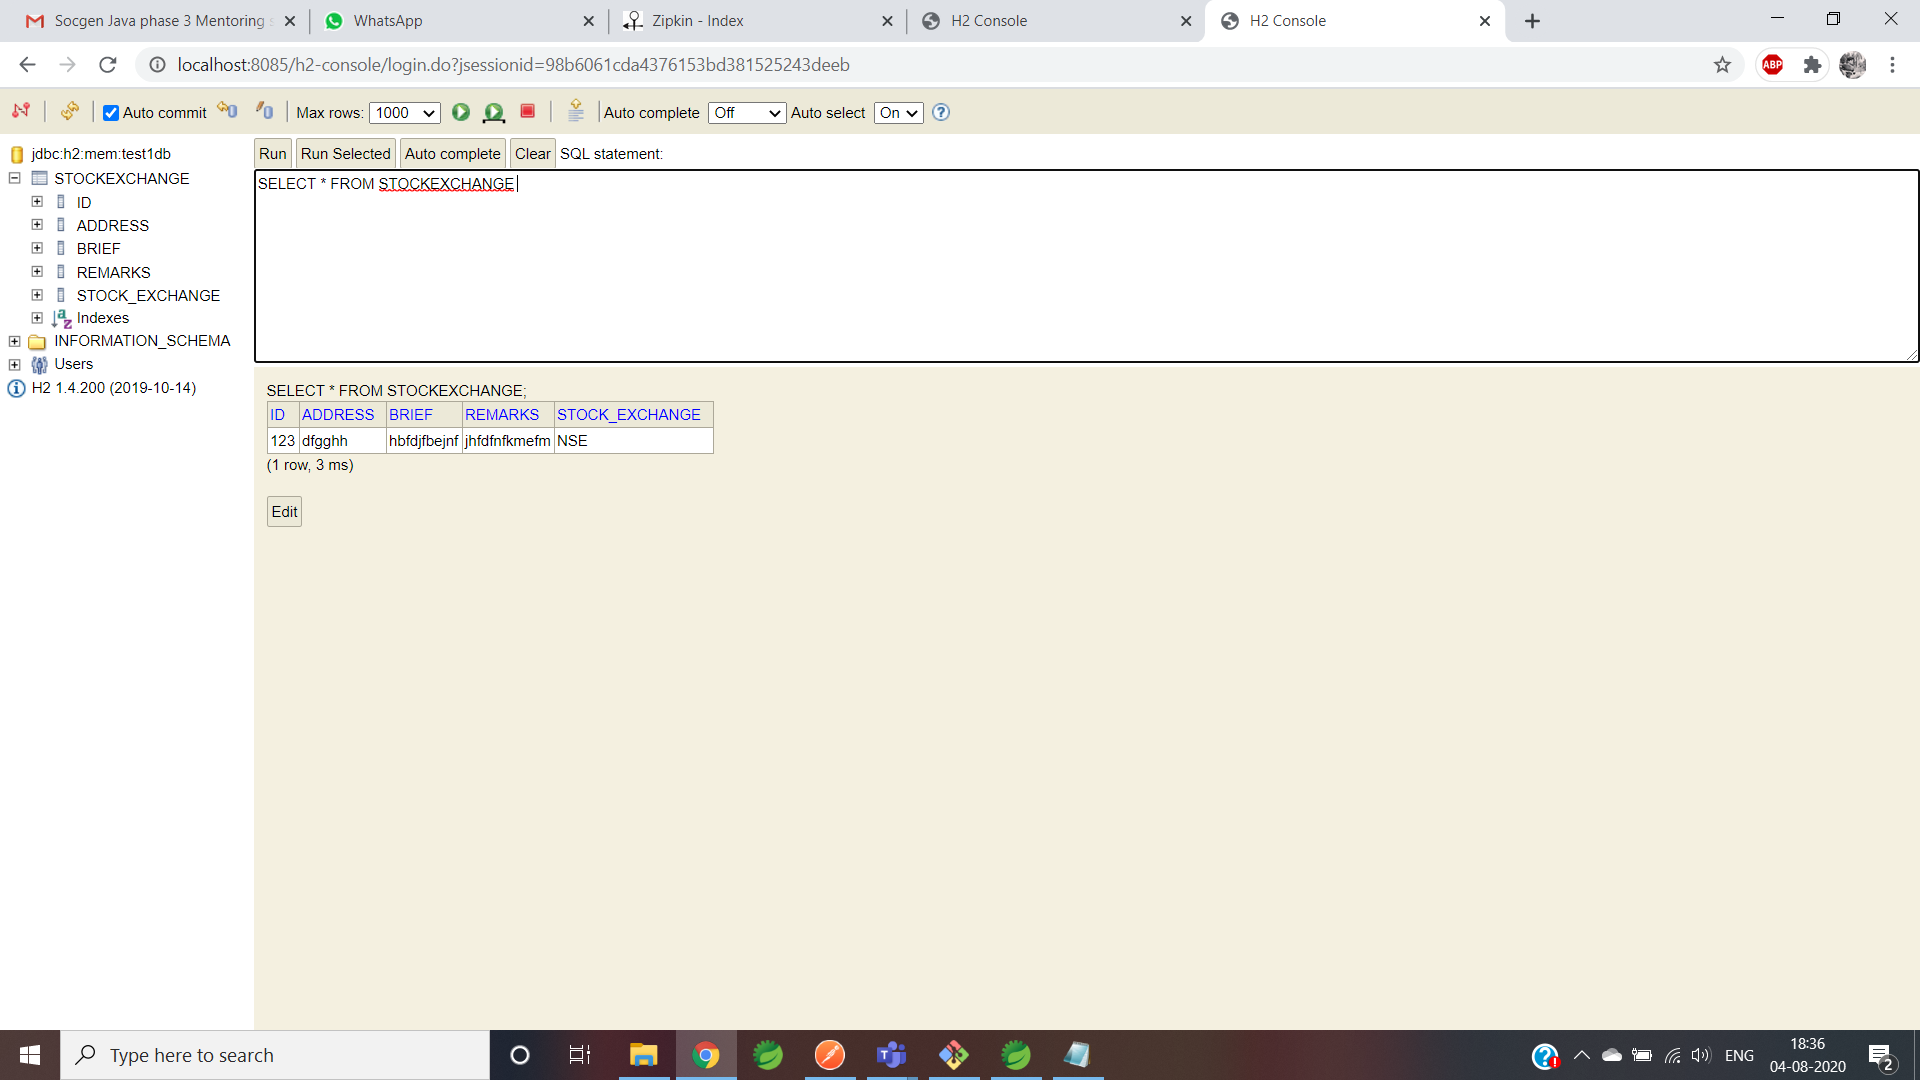 Socgen Java phase 3 Mentoring
WhatsApp
Zipkin - Index
H2 Console
H2 Console
localhost:8085/h2-console/login.do?jsessionid=98b6061cda4376153bd381525243deeb
ABP
Auto commit
Max rows: 1000
Auto complete Off
Auto select On
jdbc:h2:mem:test1db
STOCKEXCHANGE
ID
ADDRESS
BRIEF
REMARKS
STOCK_EXCHANGE
Indexes
INFORMATION_SCHEMA
Users
H2 1.4.200 (2019-10-14)
Run Run Selected Auto complete Clear SQL statement:
SELECT * FROM STOCKEXCHANGE
SELECT * FROM STOCKEXCHANGE;
ID ADDRESS BRIEF REMARKS STOCK_EXCHANGE
123 dfgghh hbfdjfbejnf jhfdfnfkmefm NSE
(1 row, 3 ms)
Edit
Type here to search
ENG
18:36
04-08-2020
2